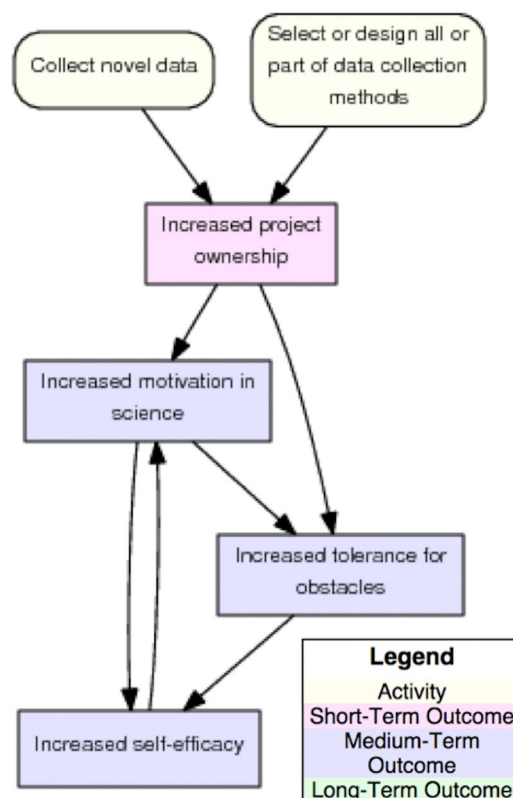 Collect novel data
Select or design all or
part of data collection
methods
Increased project
ownership
Increased motivation in
science
Increased tolerance for
obstacles
Increased self-efficacy
Legend
Activity
Short-Term Outcome
Medium-Term
Outcome
Long-Term Outcome